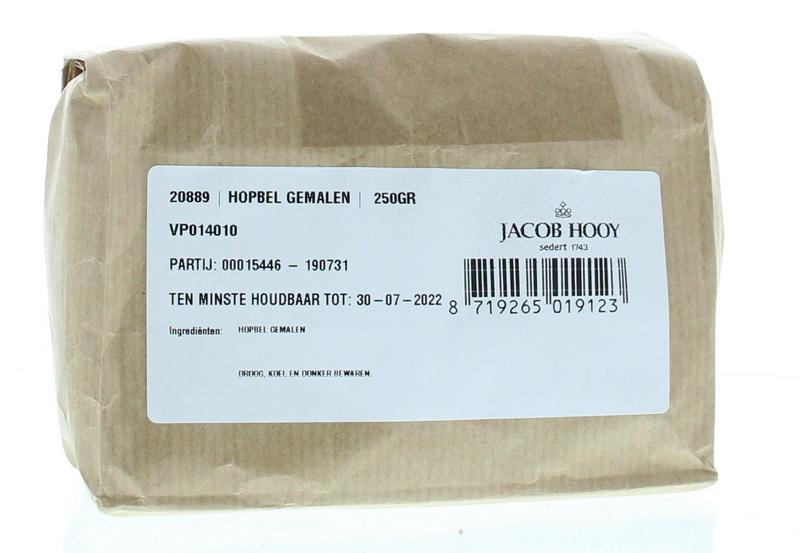 20889 | HOPBEL GEMALEN | 250GR
VP014010
PARTIJ: 00015446 – 190731
TEN MINSTE HOUDBAAR TOT: 30-07-2022
Ingrediënten: HOPBEL GEMALEN
DROOG, KOEL EN DONKER BEWAREN.
JACOB HOOY
sedert 1743
8 719265 019123